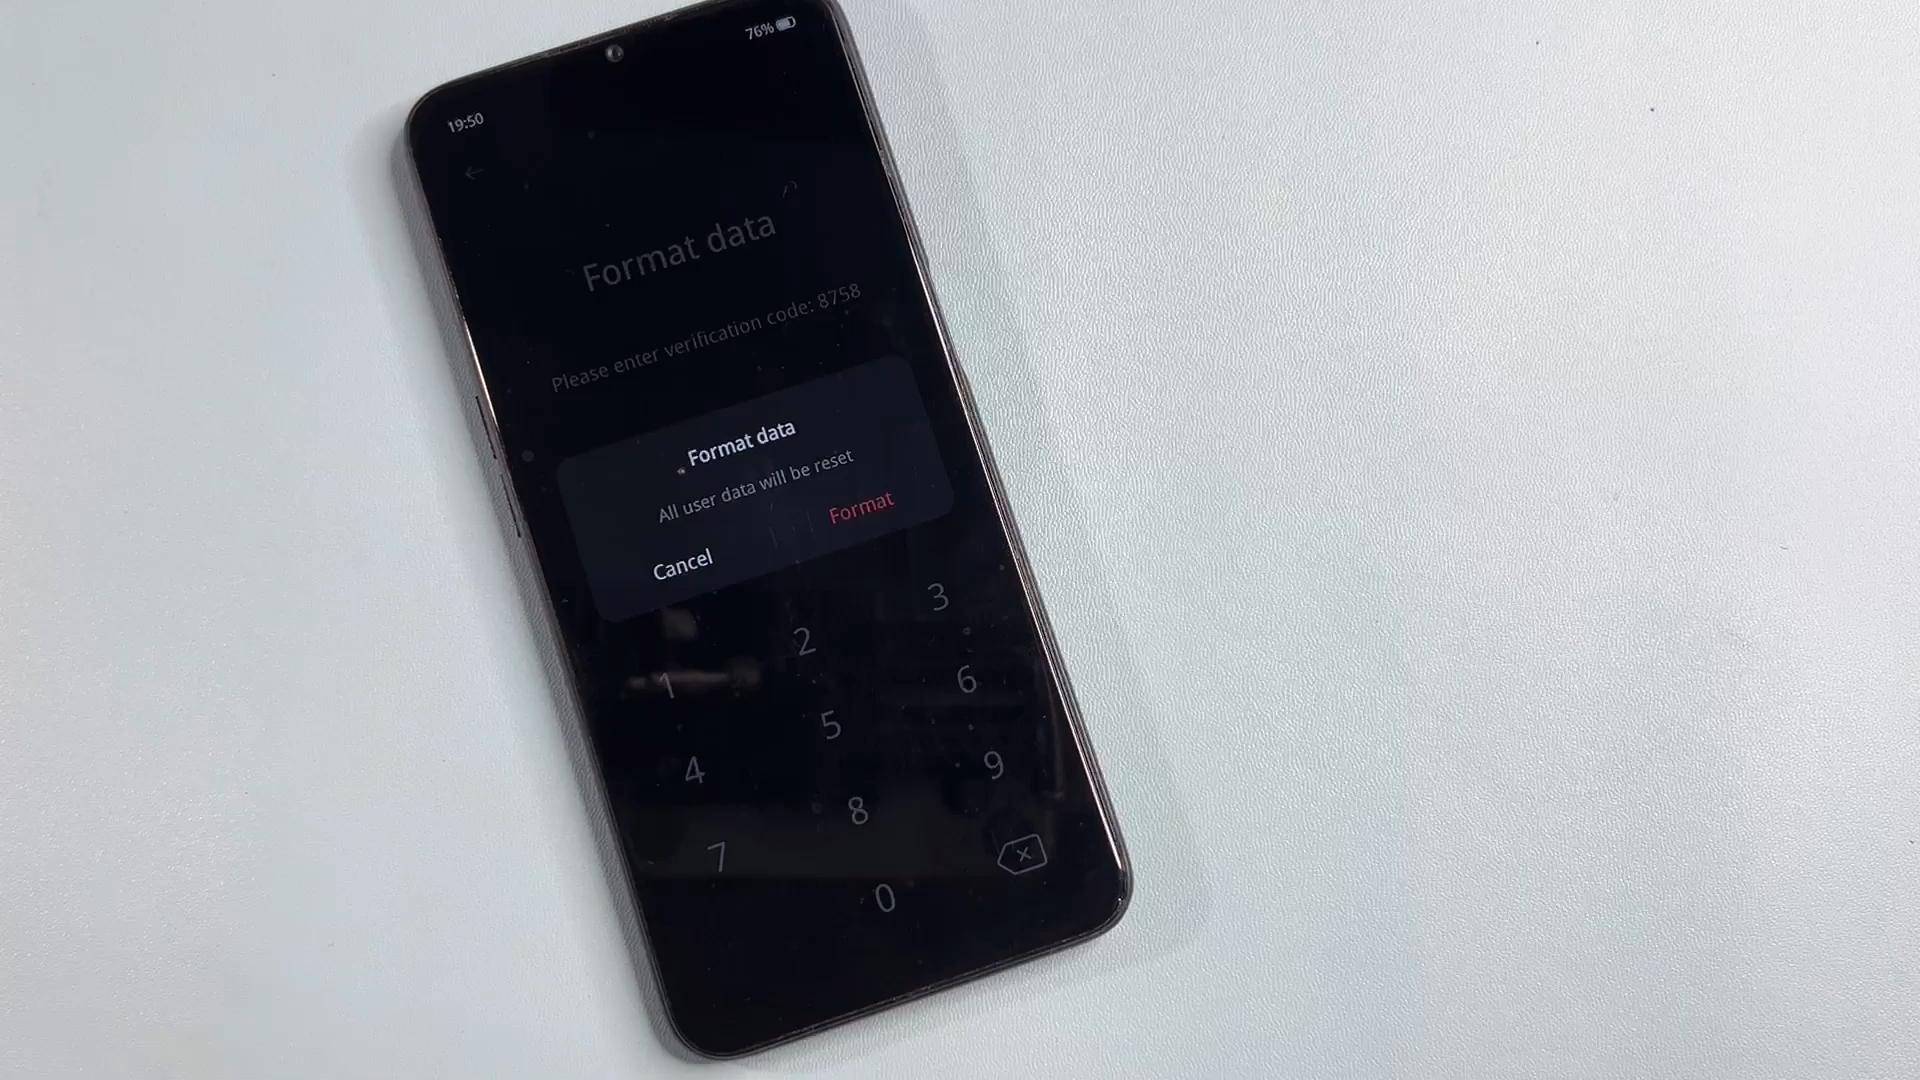 76%
19:50
Format data
Please enter verification code: 8758
Format data
All user data will be reset
Cancel Format
1 2 3
4 5 6
7 8 9
0